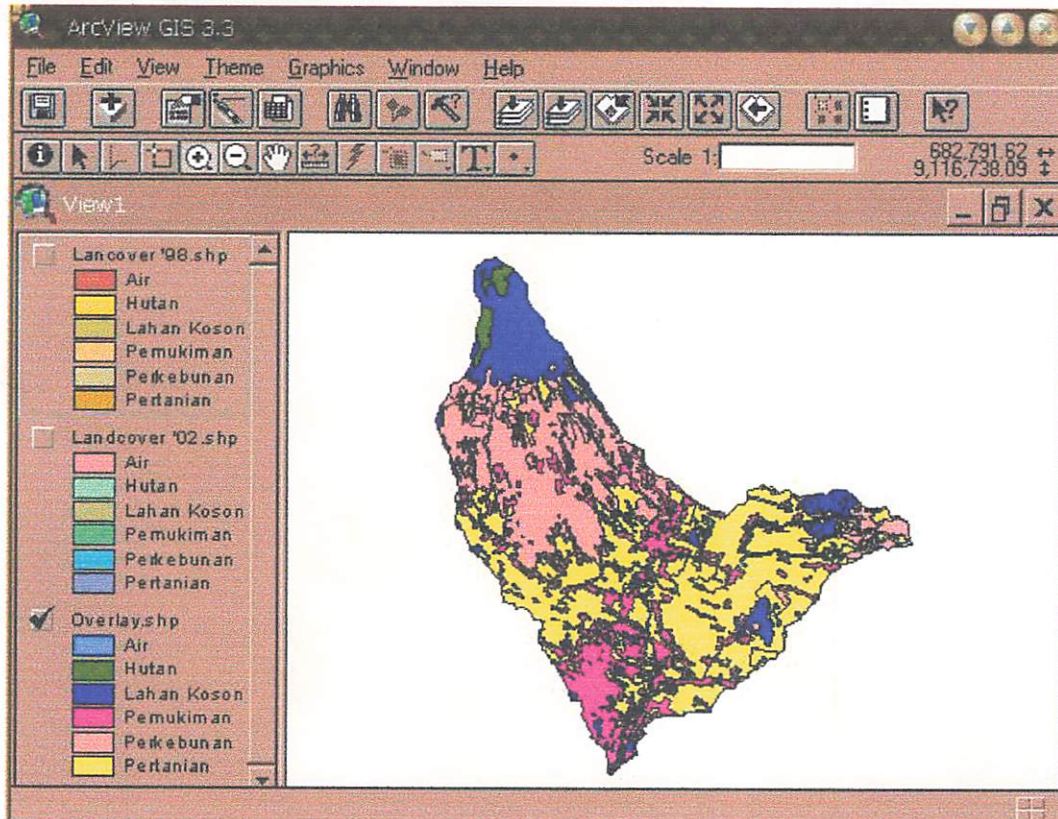 ArcView GIS 3.3
File Edit View Theme Graphics Window Help
Scale 1:
682,791.62
9,116,738.09
View1
Lancover '98.shp
Air
Hutan
Lahan Koson
Pemukiman
Perkebunan
Pertanian
Landcover '02.shp
Air
Hutan
Lahan Koson
Pemukiman
Perkebunan
Pertanian
Overlay.shp
Air
Hutan
Lahan Koson
Pemukiman
Perkebunan
Pertanian